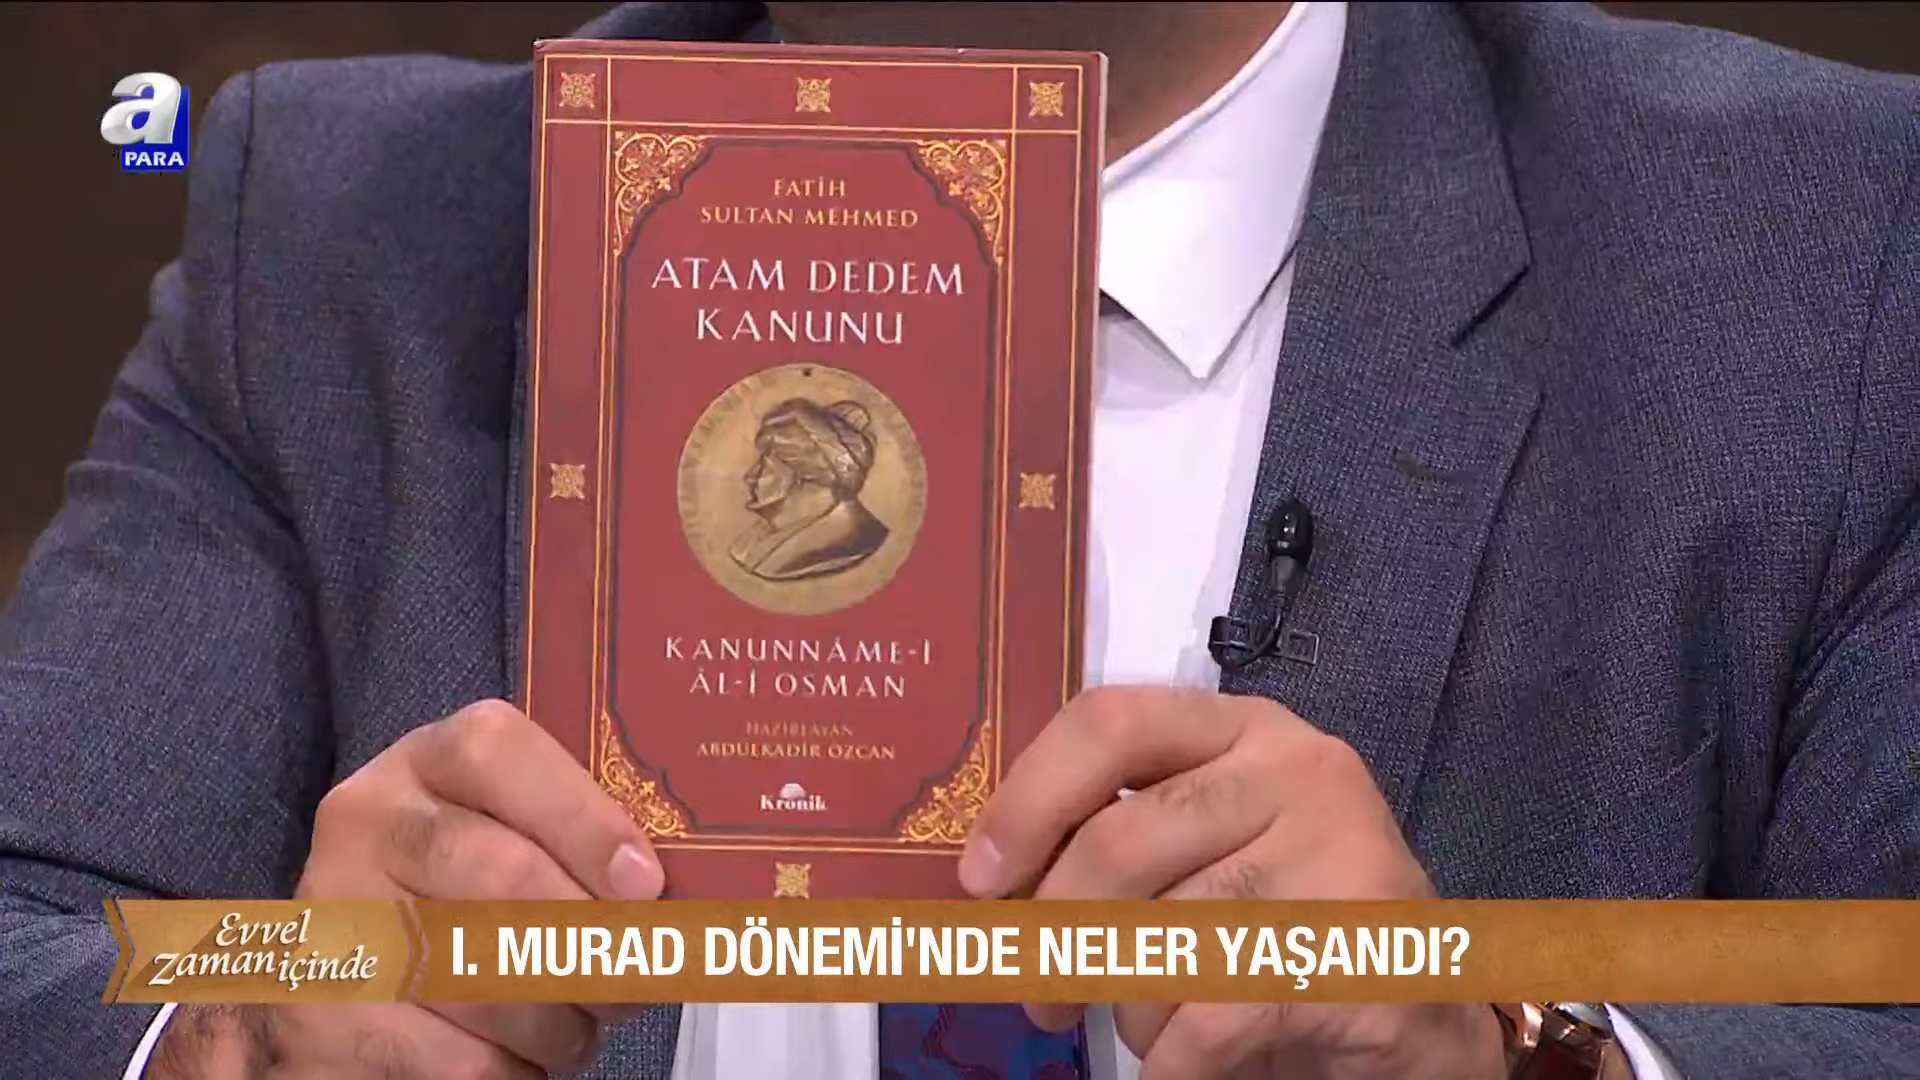 a
PARA
FATİH
SULTAN MEHMED
ATAM DEDEM
KANUNU
KANUNNÂME-İ
ÂL-İ OSMAN
HAZIRLAYAN
ABDÜLKADİR ÖZCAN
Kronik
Evvel
Zaman içinde
I. MURAD DÖNEMİ'NDE NELER YAŞANDI?